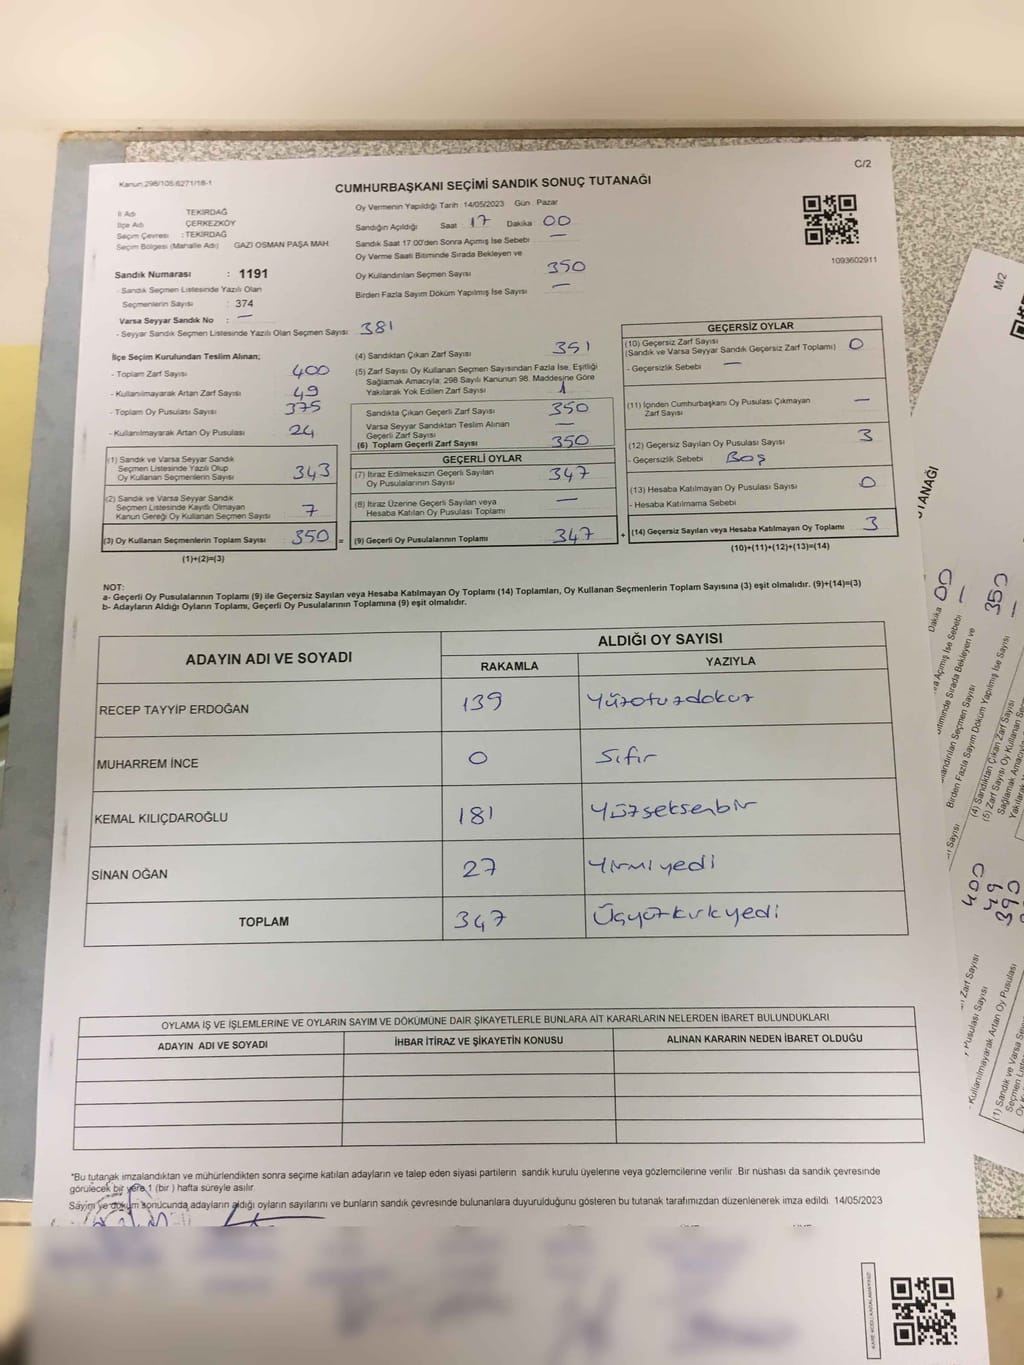 C/2
Kanun:298/105;6271/18-1
CUMHURBAŞKANI SEÇİMİ SANDIK SONUÇ TUTANAĞI
İl Adı TEKİRDAĞ
İlçe Adı ÇERKEZKÖY
Seçim Çevresi : TEKİRDAĞ
Seçim Bölgesi (Mahalle Adı) GAZİ OSMAN PAŞA MAH
Sandık Numarası : 1191
- Sandık Seçmen Listesinde Yazılı Olan
Seçmenlerin Sayısı : 374
Varsa Seyyar Sandık No : —
- Seyyar Sandık Seçmen Listesinde Yazılı Olan Seçmen Sayısı: 381
Oy Vermenin Yapıldığı Tarih :14/05/2023 Gün : Pazar
Sandığın Açıldığı Saat : 17 Dakika 00
Sandık Saat 17.00'den Sonra Açımış İse Sebebi —
Oy Verme Saati Bitiminde Sırada Bekleyen ve
Oy Kullandırılan Seçmen Sayısı 350
Birden Fazla Sayım Döküm Yapılmış İse Sayısı —
1093602911
İlçe Seçim Kurulundan Teslim Alınan;
- Toplam Zarf Sayısı 400
- Kullanılmayarak Artan Zarf Sayısı 49
- Toplam Oy Pusulası Sayısı 375
- Kullanılmayarak Artan Oy Pusulası 24
(1) Sandık ve Varsa Seyyar Sandık
Seçmen Listesinde Yazılı Olup
Oy Kullanan Seçmenlerin Sayısı 343
(2) Sandık ve Varsa Seyyar Sandık
Seçmen Listesinde Kayıtlı Olmayan
Kanun Gereği Oy Kullanan Seçmen Sayısı 7
(3) Oy Kullanan Seçmenlerin Toplam Sayısı 350 =
(1)+(2)=(3)
(4) Sandıktan Çıkan Zarf Sayısı 351
(5) Zarf Sayısı Oy Kullanan Seçmen Sayısından Fazla İse, Eşitliği
Sağlamak Amacıyla; 298 Sayılı Kanunun 98. Maddesine Göre
Yakılarak Yok Edilen Zarf Sayısı 1
Sandıkta Çıkan Geçerli Zarf Sayısı 350
Varsa Seyyar Sandıktan Teslim Alınan
Geçerli Zarf Sayısı —
(6) Toplam Geçerli Zarf Sayısı 350
GEÇERLİ OYLAR
(7) İtiraz Edilmeksizin Geçerli Sayılan
Oy Pusulalarının Sayısı 347
(8) İtiraz Üzerine Geçerli Sayılan veya
Hesaba Katılan Oy Pusulası Toplamı —
(9) Geçerli Oy Pusulalarının Toplamı 347 +
GEÇERSİZ OYLAR
(10) Geçersiz Zarf Sayısı
(Sandık ve Varsa Seyyar Sandık Geçersiz Zarf Toplamı) 0
- Geçersizlik Sebebi —
(11) İçinden Cumhurbaşkanı Oy Pusulası Çıkmayan
Zarf Sayısı —
(12) Geçersiz Sayılan Oy Pusulası Sayısı 3
- Geçersizlik Sebebi Boş
(13) Hesaba Katılmayan Oy Pusulası Sayısı 0
- Hesaba Katılmama Sebebi
(14) Geçersiz Sayılan veya Hesaba Katılmayan Oy Toplamı 3
(10)+(11)+(12)+(13)=(14)
NOT:
a- Geçerli Oy Pusulalarının Toplamı (9) ile Geçersiz Sayılan veya Hesaba Katılmayan Oy Toplamı (14) Toplamları, Oy Kullanan Seçmenlerin Toplam Sayısına (3) eşit olmalıdır. (9)+(14)=(3)
b- Adayların Aldığı Oyların Toplamı, Geçerli Oy Pusulalarının Toplamına (9) eşit olmalıdır.
ADAYIN ADI VE SOYADI ALDIĞI OY SAYISI
RAKAMLA YAZIYLA
RECEP TAYYİP ERDOĞAN 139 Yüzotuzdokuz
MUHARREM İNCE 0 Sıfır
KEMAL KILIÇDAROĞLU 181 Yüzseksenbir
SİNAN OĞAN 27 Yirmiyedi
TOPLAM 347 Üçyüzkırkyedi
OYLAMA İŞ VE İŞLEMLERİNE VE OYLARIN SAYIM VE DÖKÜMÜNE DAİR ŞİKAYETLERLE BUNLARA AİT KARARLARIN NELERDEN İBARET BULUNDUKLARI
ADAYIN ADI VE SOYADI İHBAR İTİRAZ VE ŞİKAYETİN KONUSU ALINAN KARARIN NEDEN İBARET OLDUĞU
*Bu tutanak imzalandıktan ve mühürlendikten sonra seçime katılan adayların ve talep eden siyasi partilerin sandık kurulu üyelerine veya gözlemcilerine verilir. Bir nüshası da sandık çevresinde
görülecek bir yere 1 (bir ) hafta süreyle asılır.
Sayım ve döküm sonucunda adayların aldığı oyların sayılarını ve bunların sandık çevresinde bulunanlara duyurulduğunu gösteren bu tutanak tarafımızdan düzenlenerek imza edildi. 14/05/2023
M/2
Dakika 00
350
Birden Fazla Sayım Döküm Yapılmış İse Sayısı —
(4) Sandıktan Çıkan Zarf Sayısı
400
49
390
- Kullanılmayarak Artan Oy Pusulası